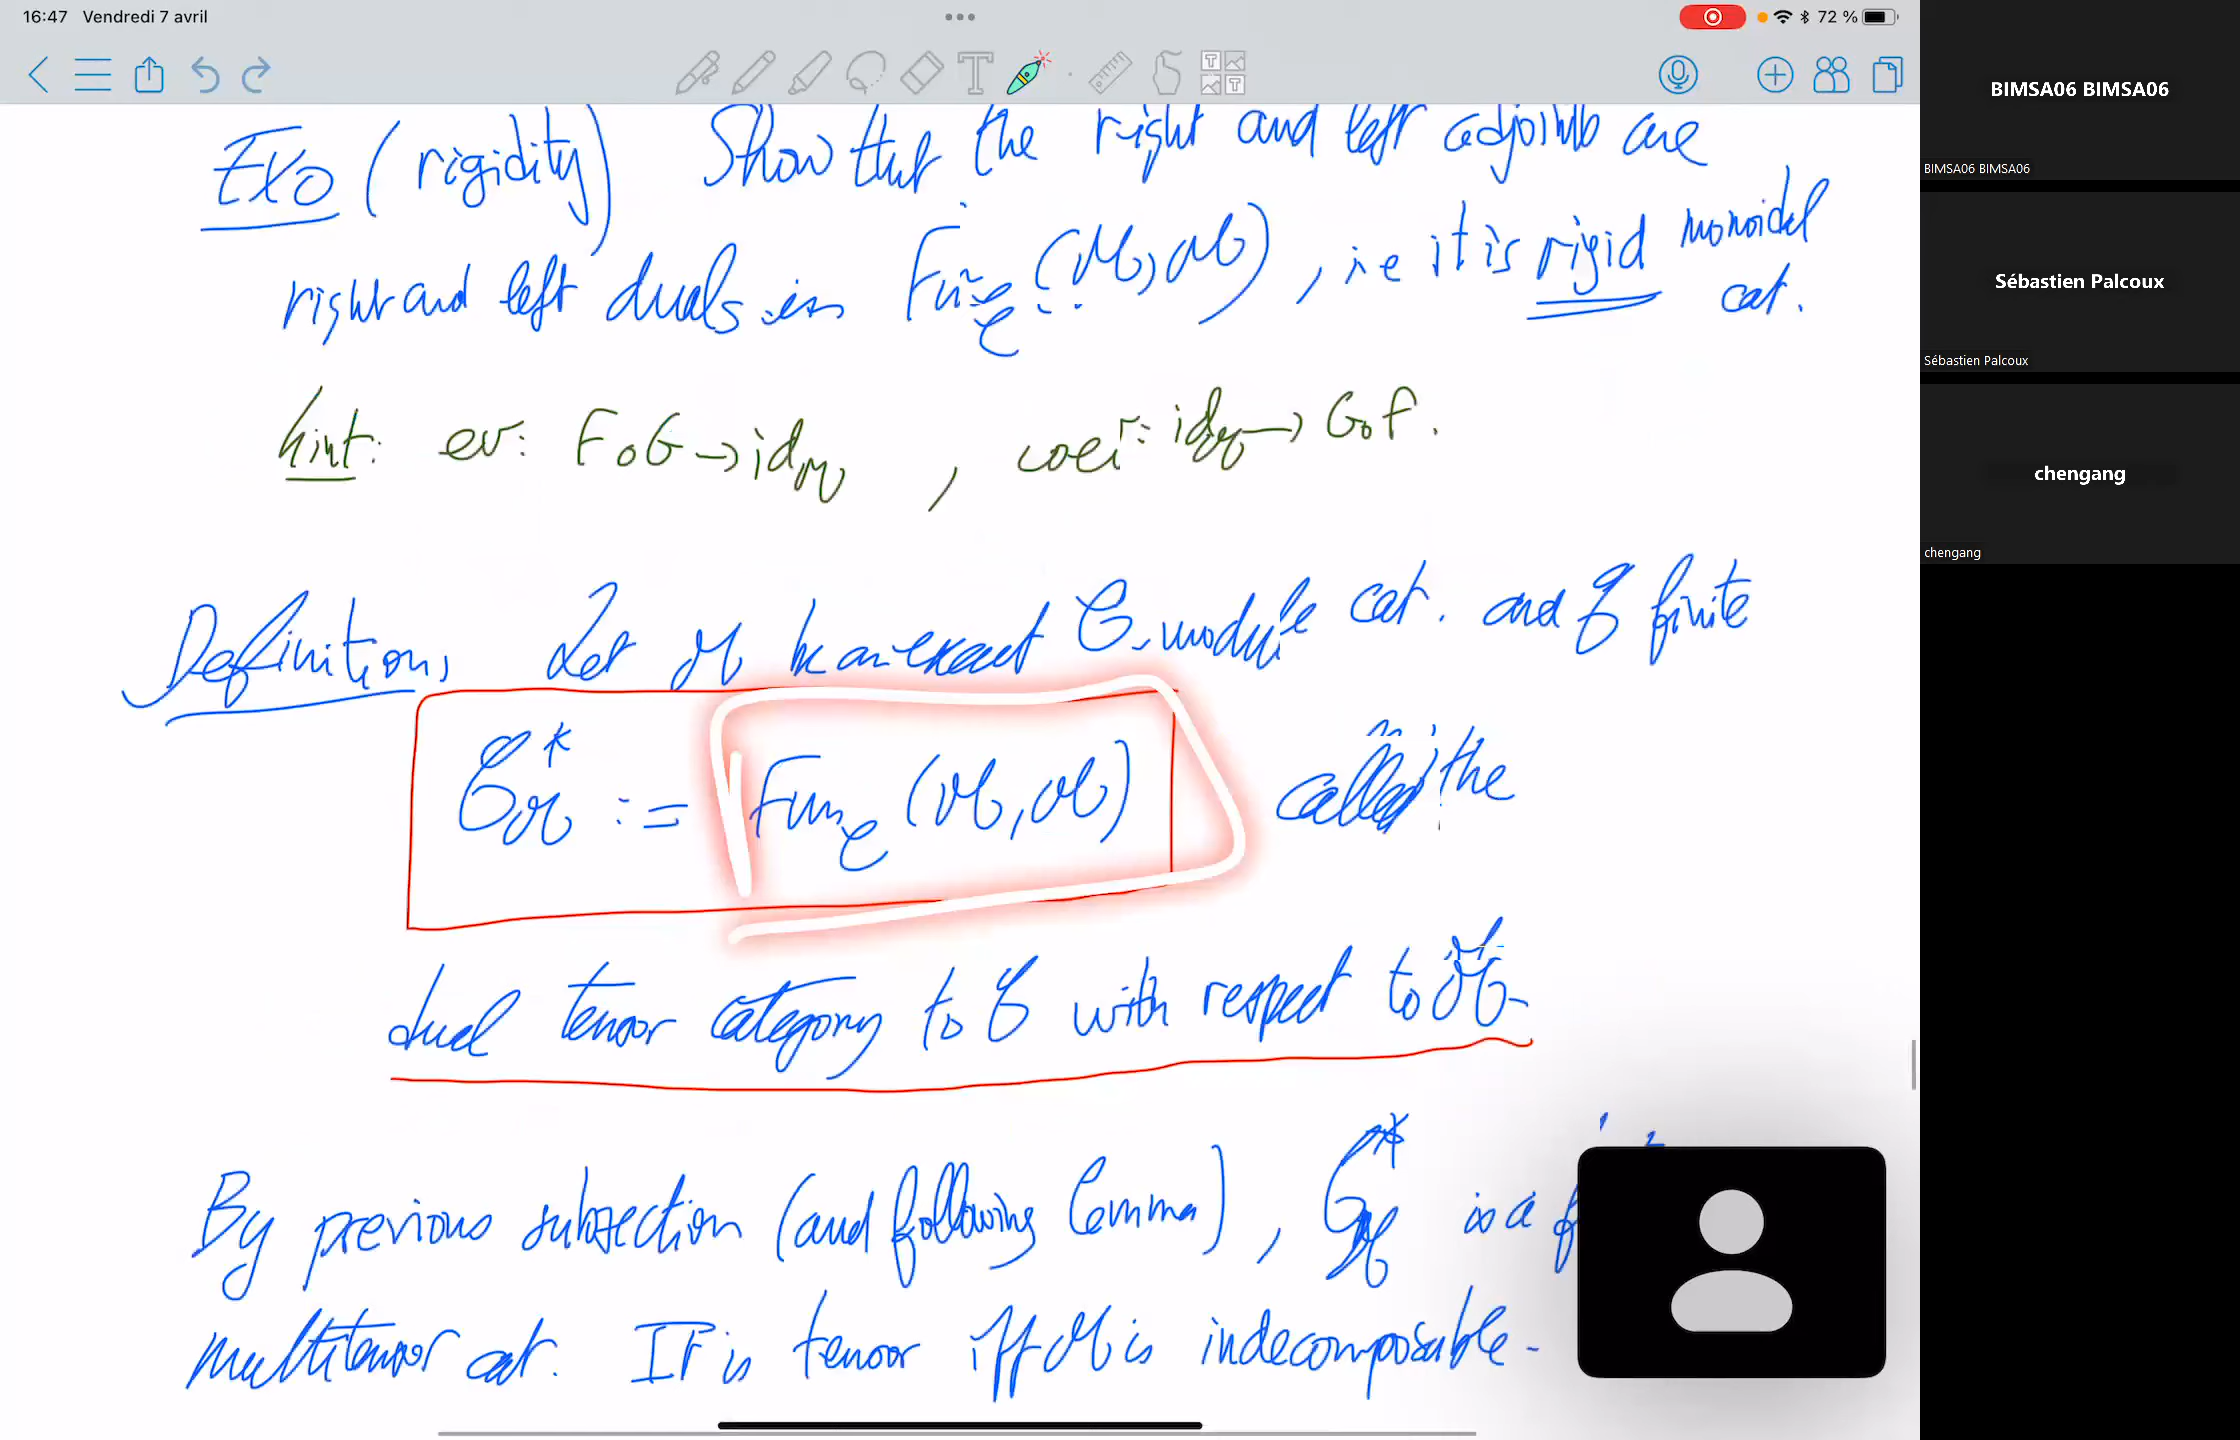 16:47 Vendredi 7 avril
72 %
Exo (rigidity) Show that the right and left adjoints are
right and left duals in Fun_C (M, M), i.e it is rigid monoidal
cat.
hint: ev: F∘G → id_M , coev: id_M → G∘F.
Definition, Let M be an exact C-module cat. and C finite
C*_M := Fun_C (M, M) called the
dual tensor category to C with respect to M.
By previous subsection (and following Lemma), C*_M is a
multitensor cat. It is tensor iff M is indecomposable.
BIMSA06 BIMSA06
BIMSA06 BIMSA06
Sébastien Palcoux
Sébastien Palcoux
chengang
chengang